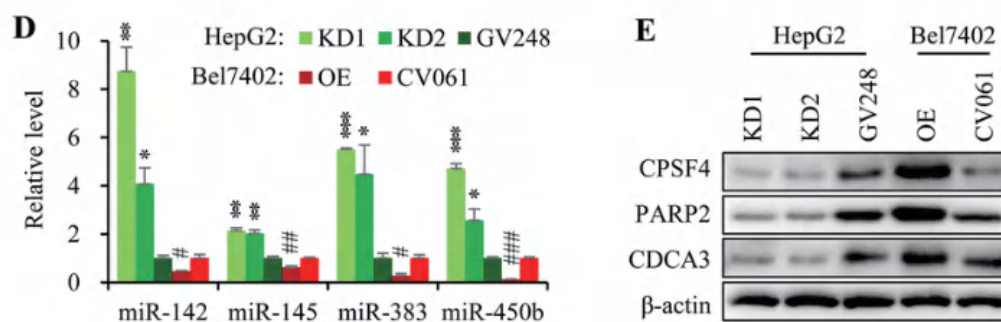 D
HepG2: KD1 KD2 GV248
Bel7402: OE CV061
Relative level
10
8
6
4
2
0
** * # ** ** ## *** * # *** * ###
miR-142 miR-145 miR-383 miR-450b
E
HepG2 Bel7402
KD1 KD2 GV248 OE CV061
CPSF4
PARP2
CDCA3
β-actin